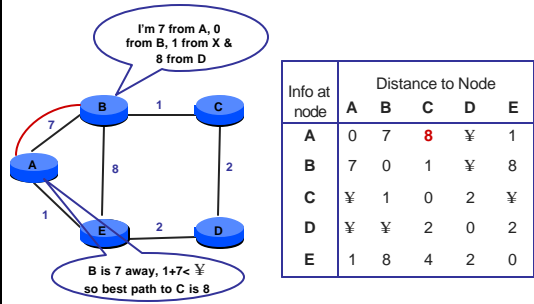 I'm 7 from A, 0
from B, 1 from X &
8 from D
B
1
C
7
A
8
2
1
E
2
D
B is 7 away, 1+7< ¥
so best path to C is 8
Info at
node
Distance to Node
A B C D E
A 0 7 8 ¥ 1
B 7 0 1 ¥ 8
C ¥ 1 0 2 ¥
D ¥ ¥ 2 0 2
E 1 8 4 2 0